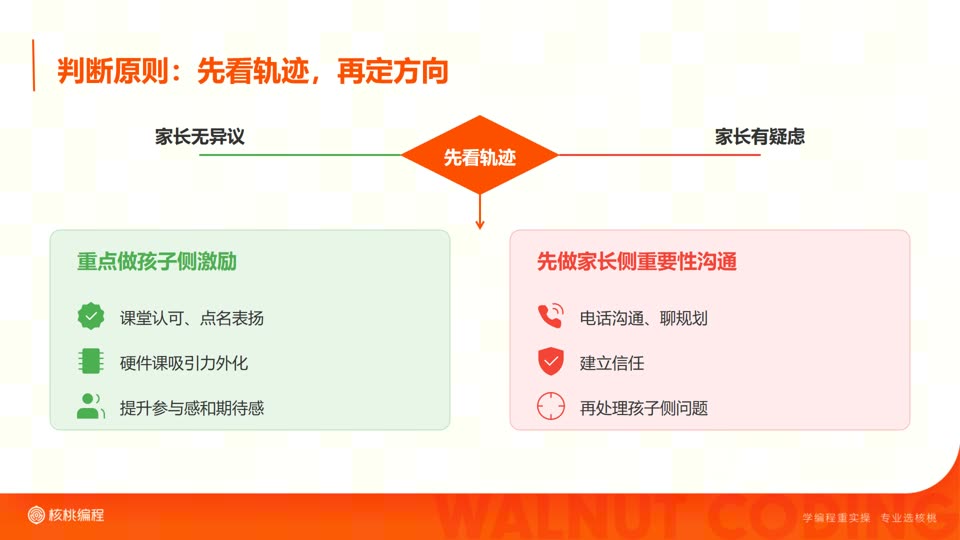 判断原则：先看轨迹，再定方向
家长无异议
先看轨迹
家长有疑虑
重点做孩子侧激励
课堂认可、点名表扬
硬件课吸引力外化
提升参与感和期待感
先做家长侧重要性沟通
电话沟通、聊规划
建立信任
再处理孩子侧问题
WALNUT CODING
核桃编程
学编程重实操 专业选核桃